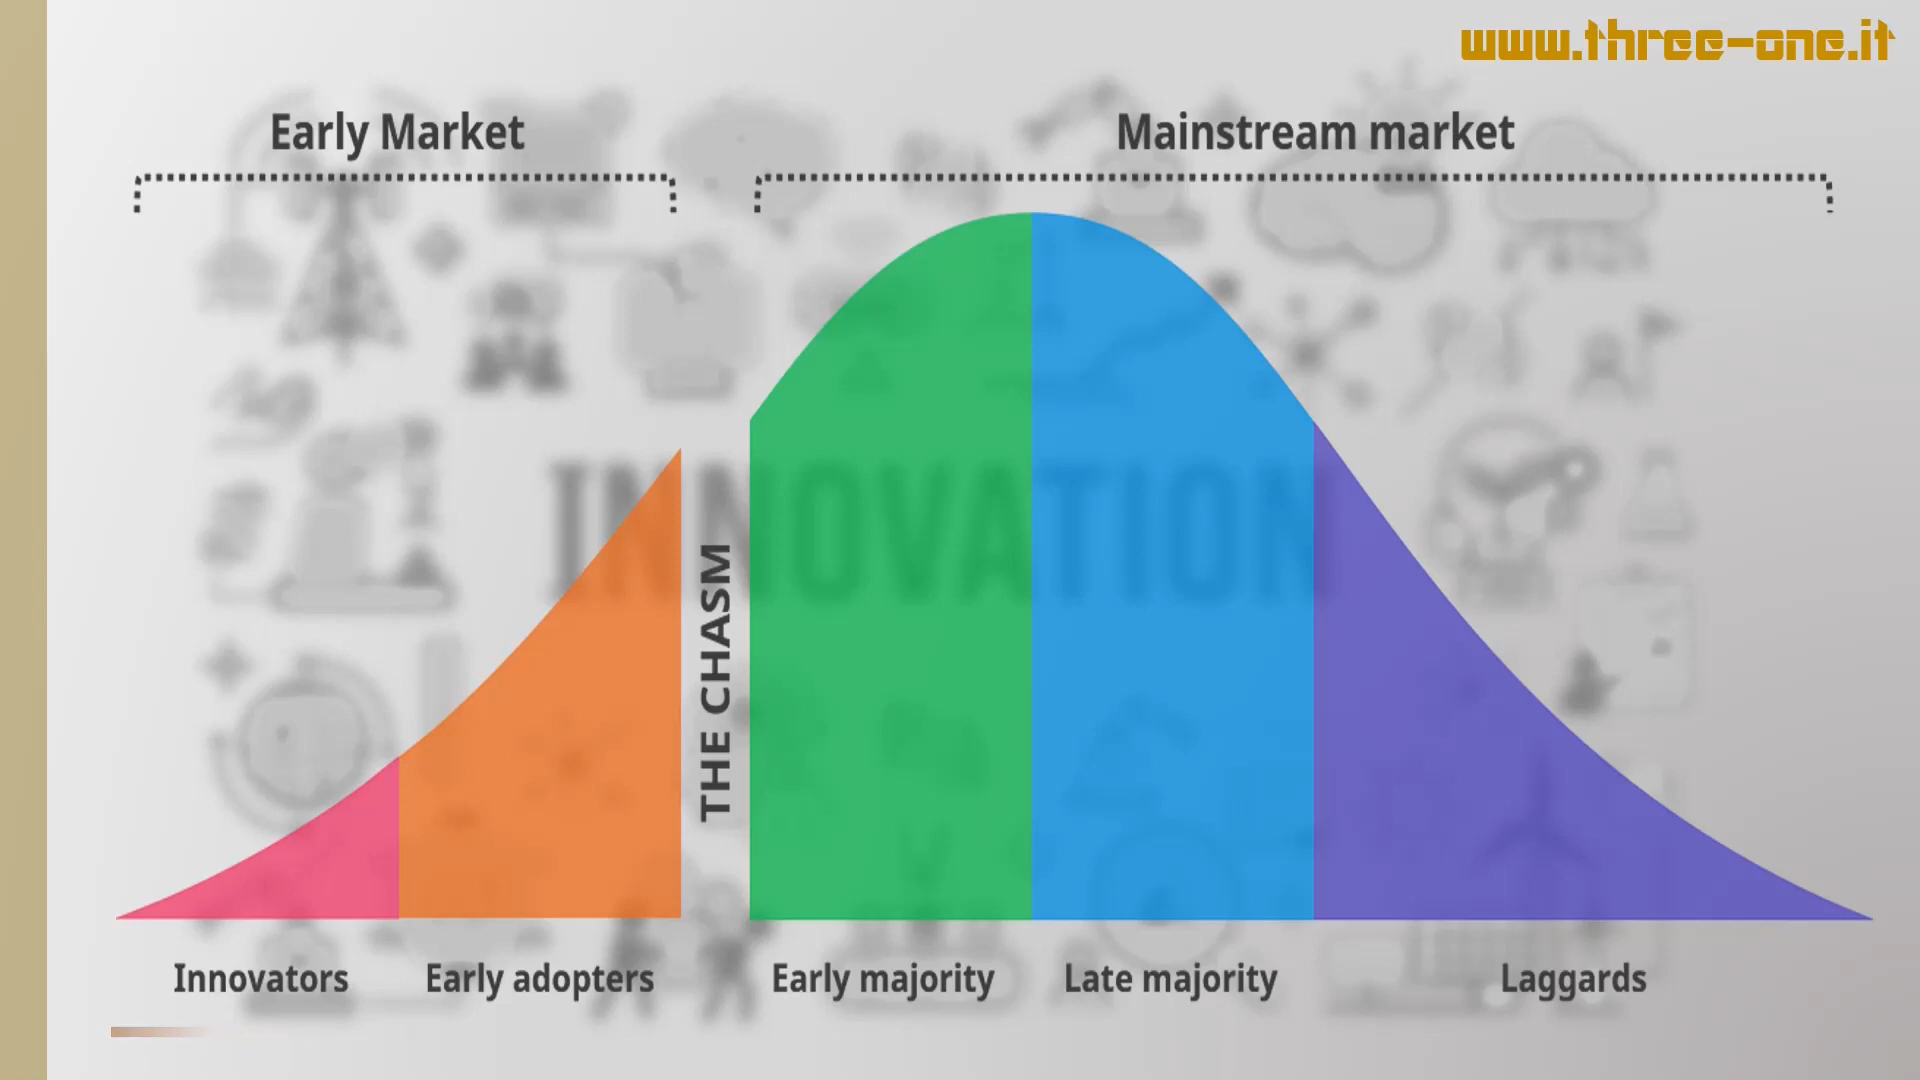 www.three-one.it
Early Market
Mainstream market
INNOVATION
THE CHASM
Innovators
Early adopters
Early majority
Late majority
Laggards